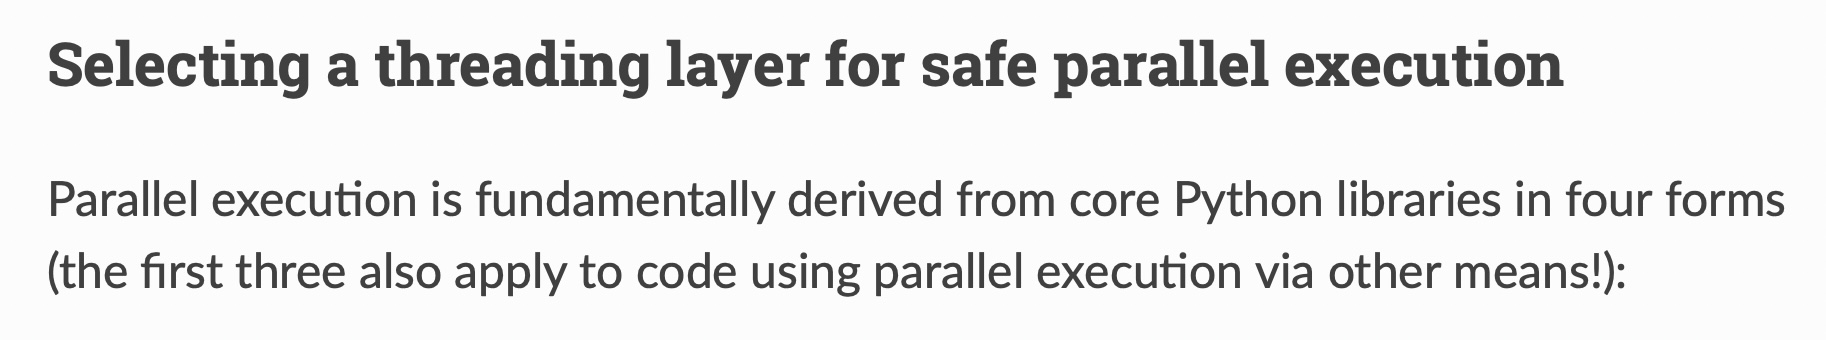 Selecting a threading layer for safe parallel execution
Parallel execution is fundamentally derived from core Python libraries in four forms
(the first three also apply to code using parallel execution via other means!):